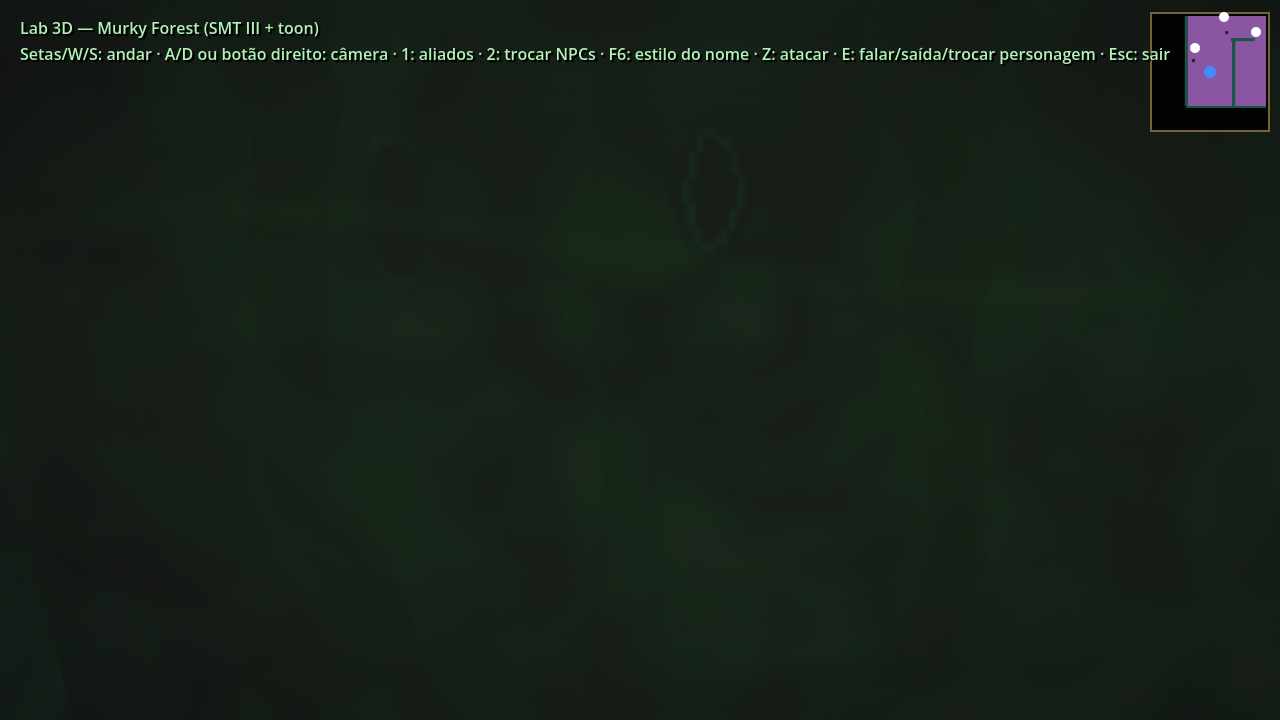 Lab 3D — Murky Forest (SMT III + toon)
Setas/W/S: andar · A/D ou botão direito: câmera · 1: aliados · 2: trocar NPCs · F6: estilo do nome · Z: atacar · E: falar/saída/trocar personagem · Esc: sair